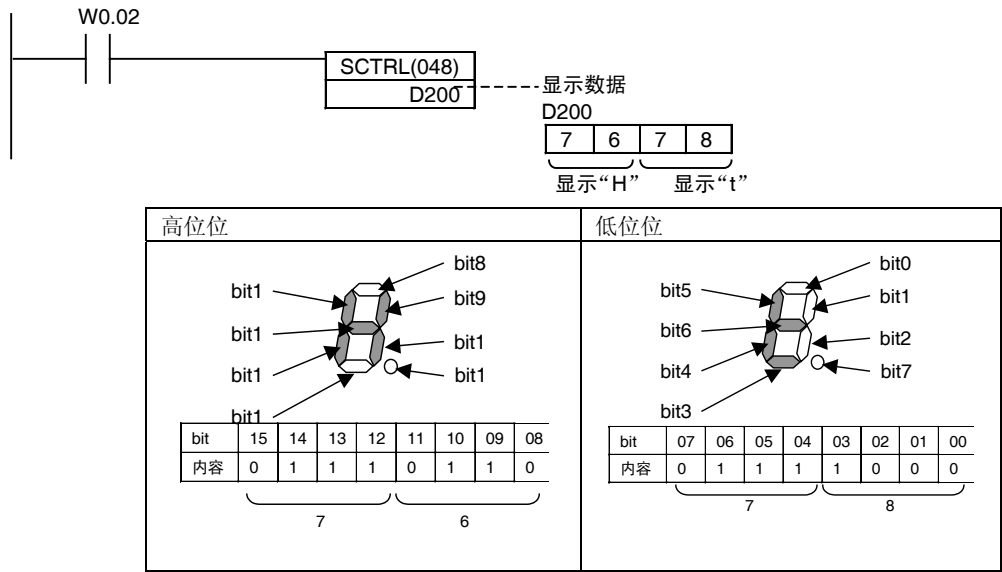 W0.02
SCTRL(048)
D200
显示数据
D200
7 6 7 8
显示“H” 显示“t”
高位位 低位位
bit8
bit1
bit9
bit1
bit1
bit1
bit1
bit1
bit 15 14 13 12 11 10 09 08
内容 0 1 1 1 0 1 1 0
7 6
bit0
bit5
bit1
bit6
bit2
bit4
bit7
bit3
bit 07 06 05 04 03 02 01 00
内容 0 1 1 1 1 0 0 0
7 8